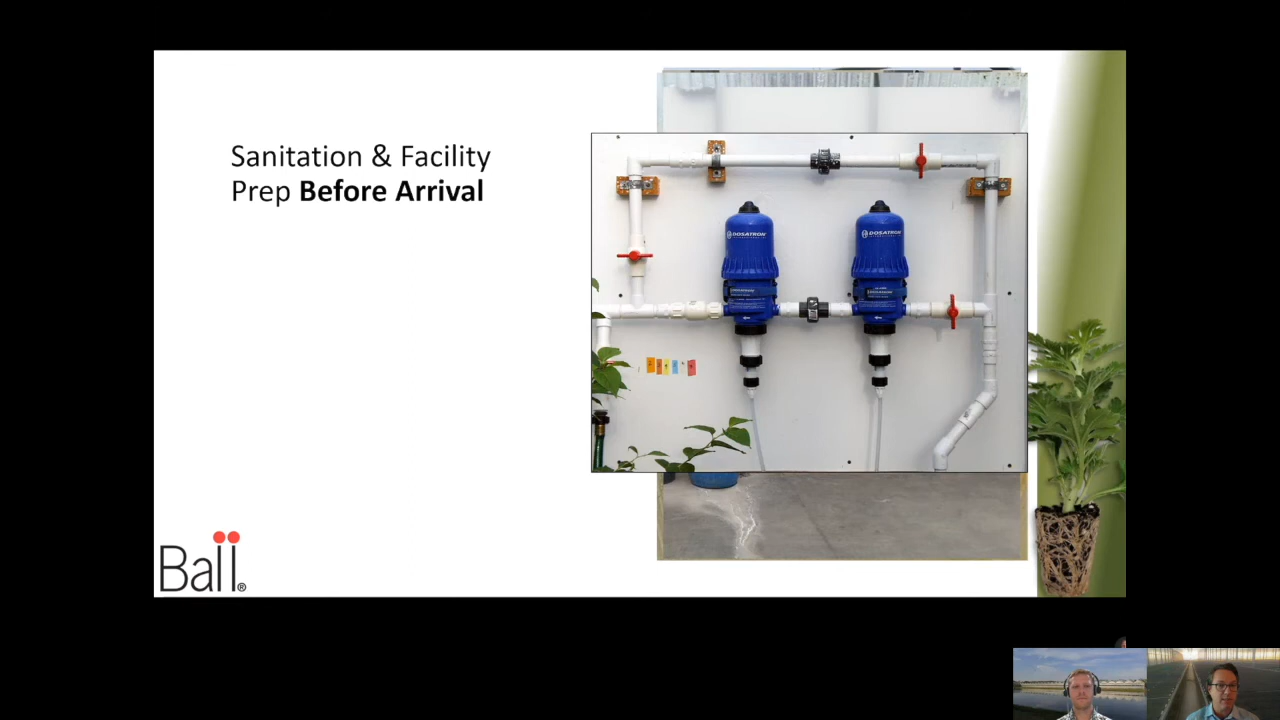 Sanitation & Facility
Prep Before Arrival
DOSATRON
DOSATRON
Ball®